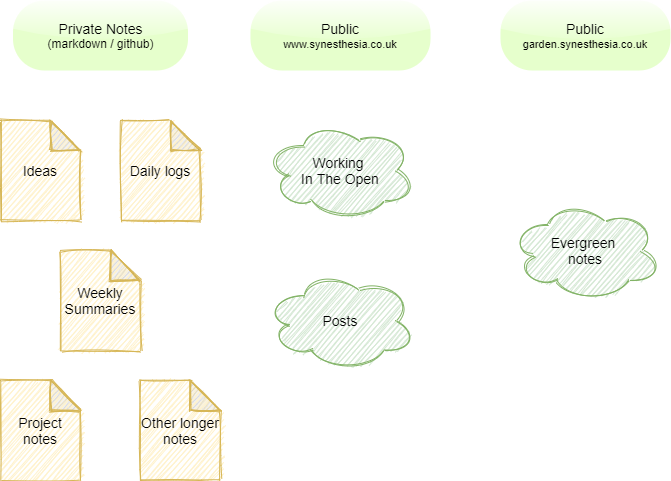 Private Notes
(markdown / github)
Public
www.synesthesia.co.uk
Public
garden.synesthesia.co.uk
Ideas
Daily logs
Weekly
Summaries
Project
notes
Other longer
notes
Working
In The Open
Posts
Evergreen
notes